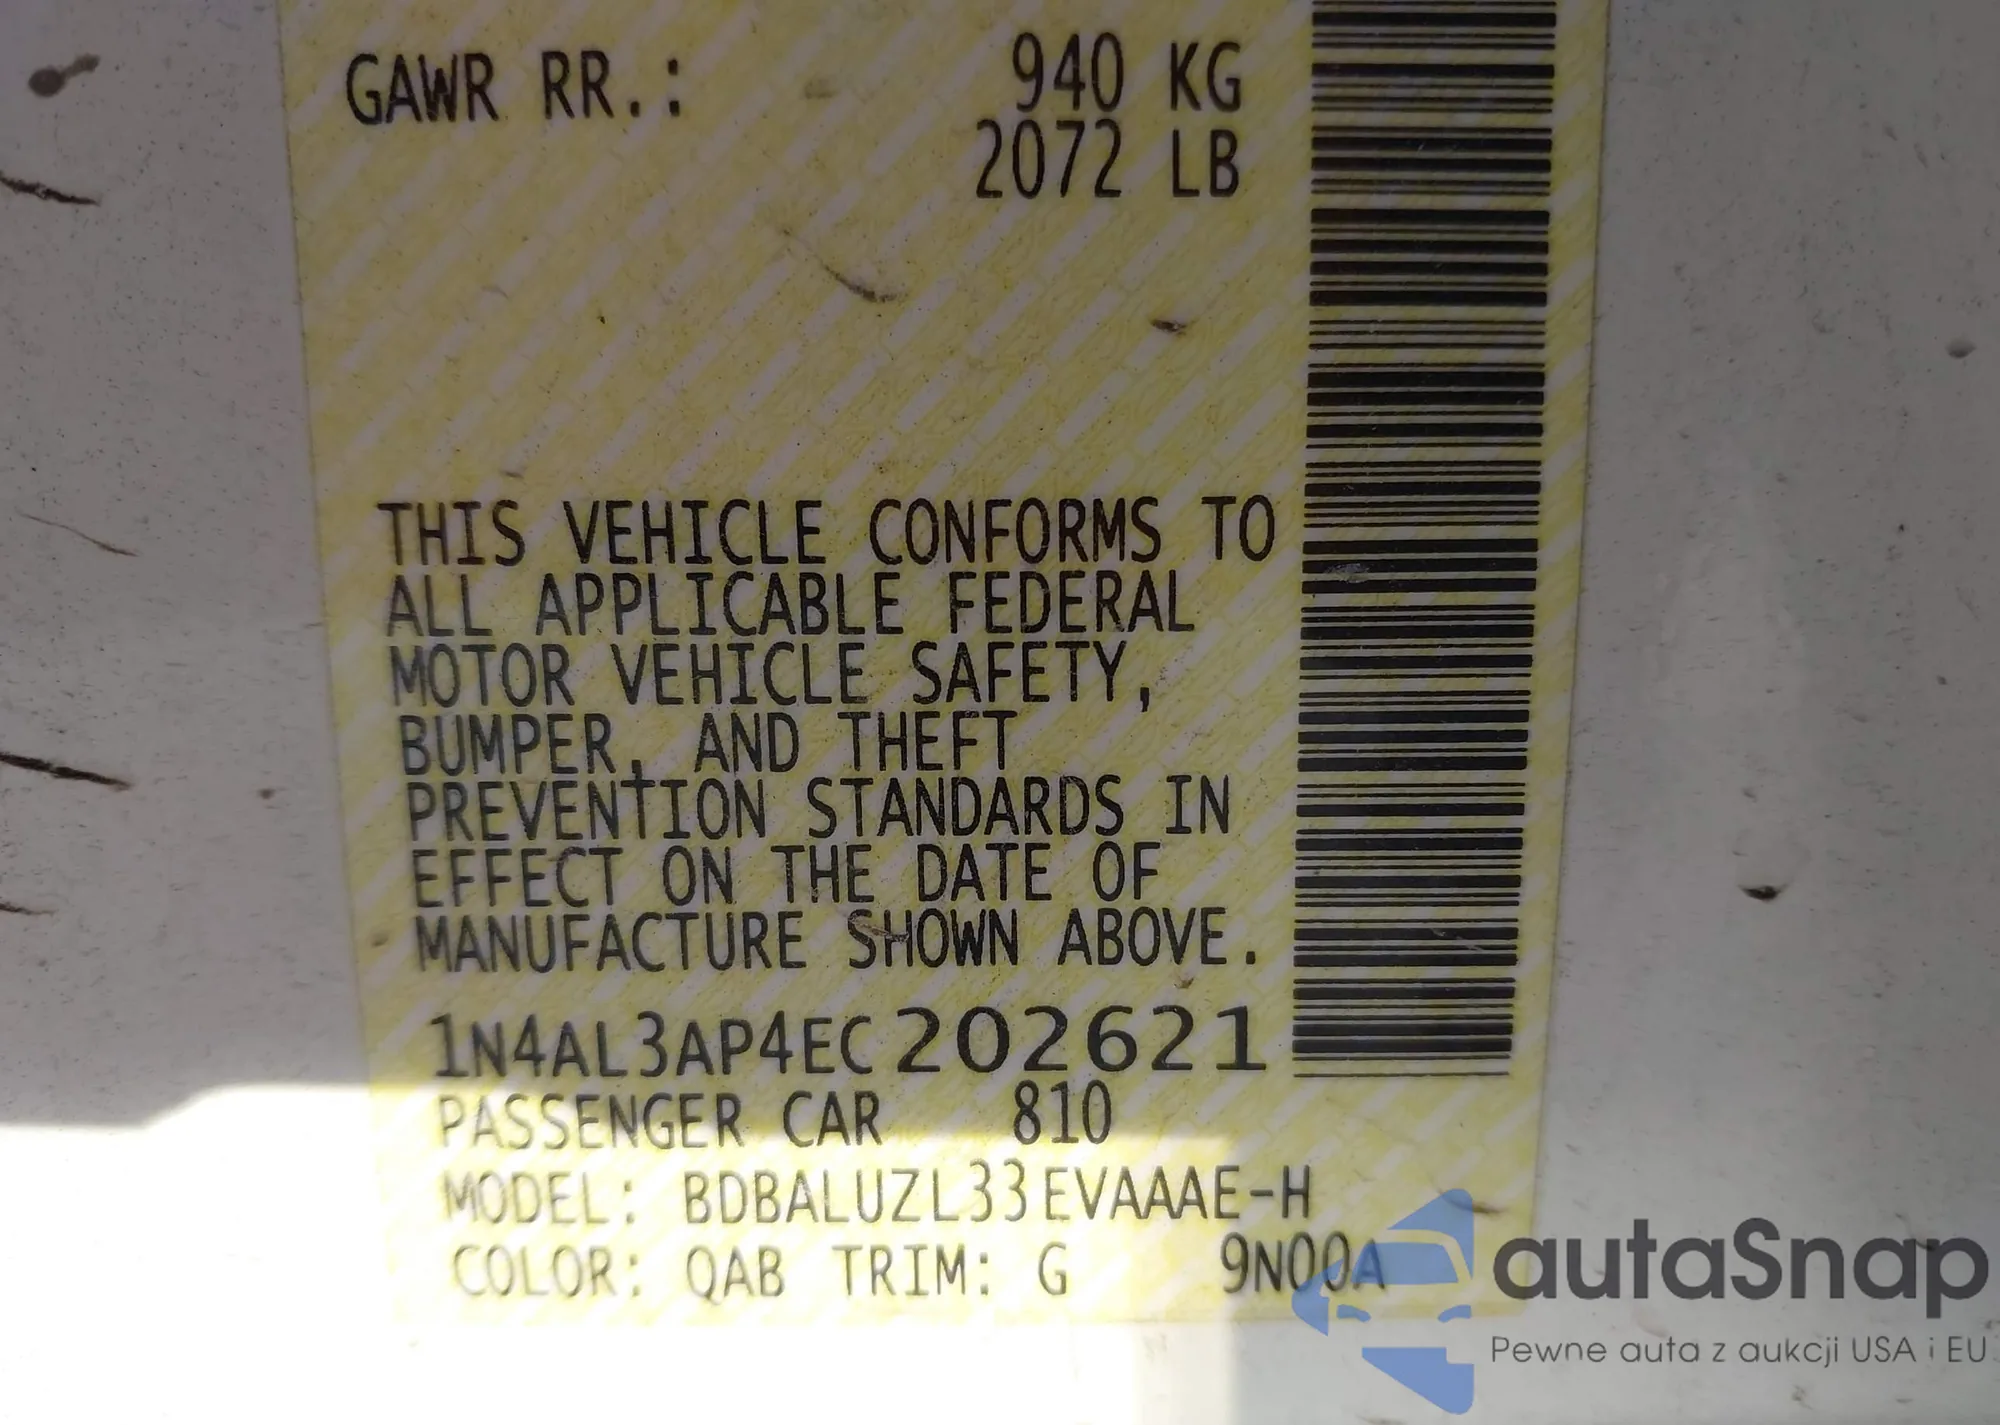 GAWR RR.: 940 KG
2072 LB
THIS VEHICLE CONFORMS TO
ALL APPLICABLE FEDERAL
MOTOR VEHICLE SAFETY,
BUMPER, AND THEFT
PREVENTION STANDARDS IN
EFFECT ON THE DATE OF
MANUFACTURE SHOWN ABOVE.
1N4AL3AP4EC202621
PASSENGER CAR 810
MODEL: BDBALUZL33EVAAAE-H
COLOR: QAB TRIM: G 9N00A
autaSnap
Pewne auta z aukcji USA i EU